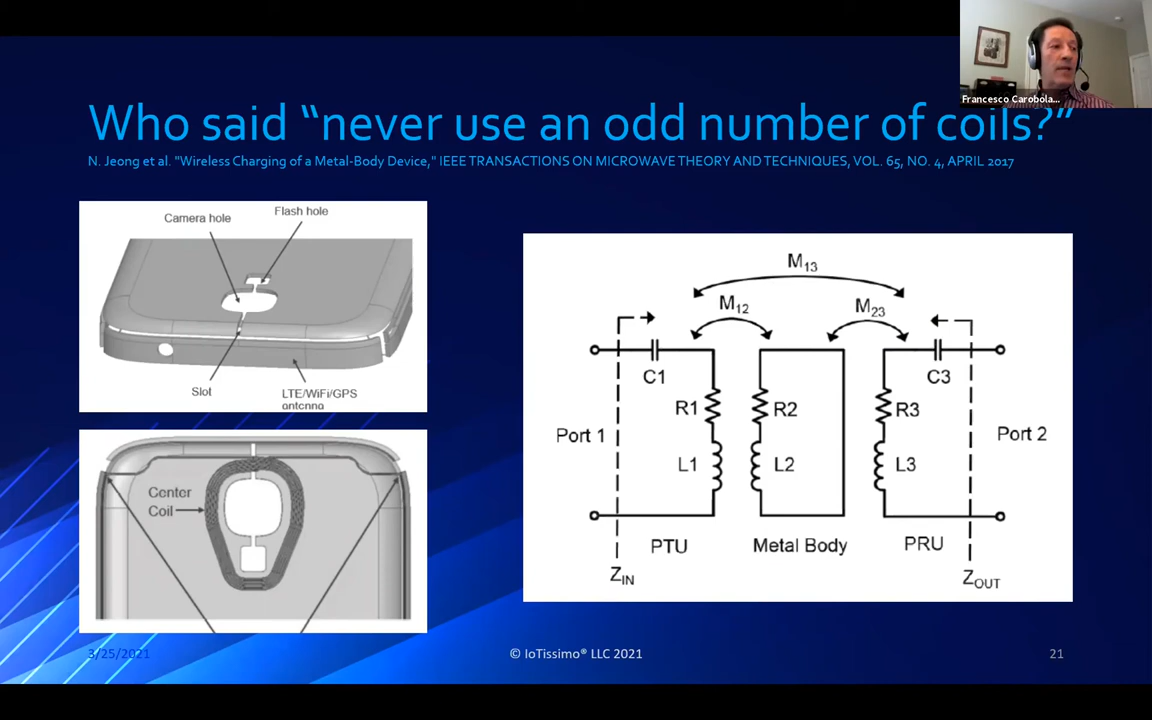 Francesco Carobola...
Who said “never use an odd number of coils?”
N. Jeong et al. "Wireless Charging of a Metal-Body Device," IEEE TRANSACTIONS ON MICROWAVE THEORY AND TECHNIQUES, VOL. 65, NO. 4, APRIL 2017
Camera hole
Flash hole
Slot
LTE/WiFi/GPS
antenna
Center
Coil
M13
M12
M23
C1
C3
R1
R2
R3
Port 1
Port 2
L1
L2
L3
PTU
Metal Body
PRU
ZIN
ZOUT
3/25/2021
© IoTissimo® LLC 2021
21